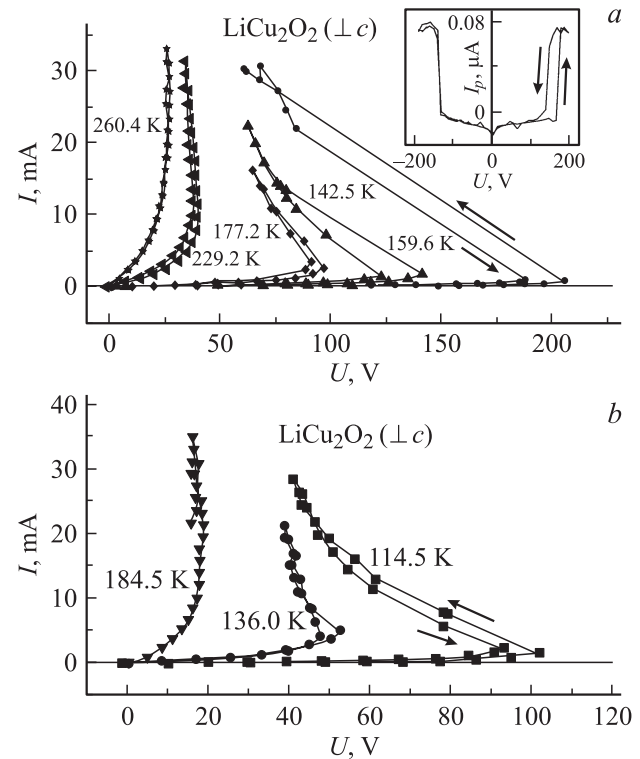 LiCu₂O₂ (⊥ c)
a
0.08
0
I_p, μA
−200
0
200
U, V
30
20
10
0
I, mA
260.4 K
142.5 K
177.2 K
159.6 K
229.2 K
0
50
100
150
200
U, V
b
40
30
20
10
0
I, mA
LiCu₂O₂ (⊥ c)
114.5 K
184.5 K
136.0 K
0
20
40
60
80
100
120
U, V